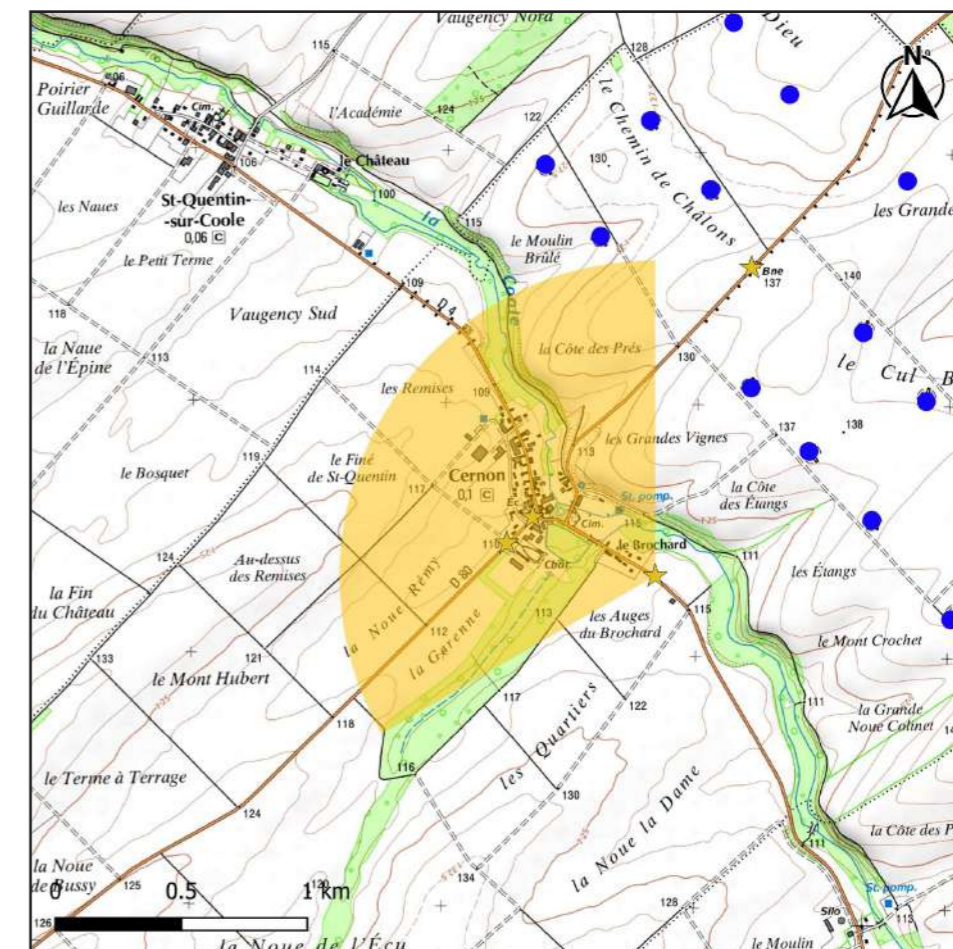 Vaugency Nord
Dieu
N
115
128
Poirier
Guillarde
106
Cim.
l'Académie
124
122
130
le Chemin de Châlons
106
le Château
St-Quentin-
-sur-Coole
0,06 C
100
la
Coole
115
les Naues
le Petit Terme
le Moulin
Brûlé
les Grande
Bne
137
140
109
D 4
118
Vaugency Sud
la Naue
de l'Épine
113
114
la Côte des Prés
130
le Cul B
les Remises
109
137
138
les Grandes Vignes
119
le Bosquet
le Finé
de St-Quentin
117
Cernon
0,1 C
113
St. pomp.
la Côte
des Étangs
115
Cim.
le Brochard
Chât.
111
124
Au-dessus
des Remises
125
la Fin
du Château
la Noue Rémy
D 80
la Garenne
113
112
les Auges
du Brochard
115
les Étangs
le Mont Crochet
133
121
le Mont Hubert
118
117
122
les Quartiers
111
la Grande
Noue Colinet
le Terme à Terrage
116
124
130
la Noue la Dame
111
la Côte des P
la Noue
de Bussy
125
126
134
128
St. pomp.
113
Silo
le Moulin
la Noue de l'Écu
0 0.5 1 km